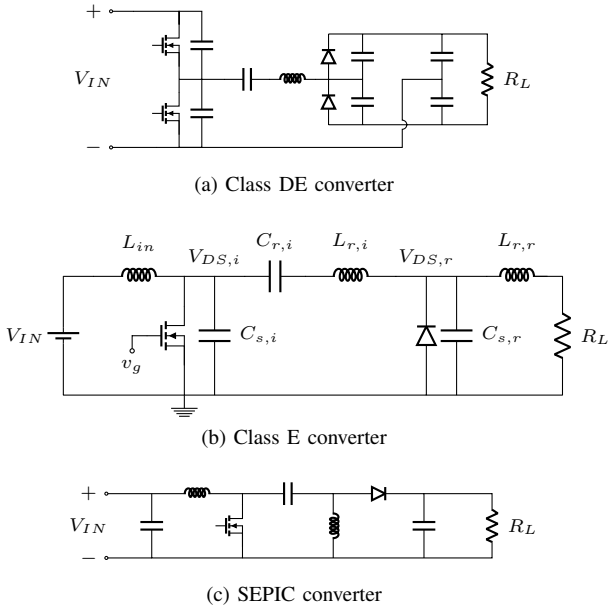 +
V_{IN}
R_L
−
(a) Class DE converter
L_{in}
V_{DS,i}
C_{r,i}
L_{r,i}
V_{DS,r}
L_{r,r}
V_{IN}
v_g
C_{s,i}
C_{s,r}
R_L
(b) Class E converter
+
V_{IN}
R_L
−
(c) SEPIC converter